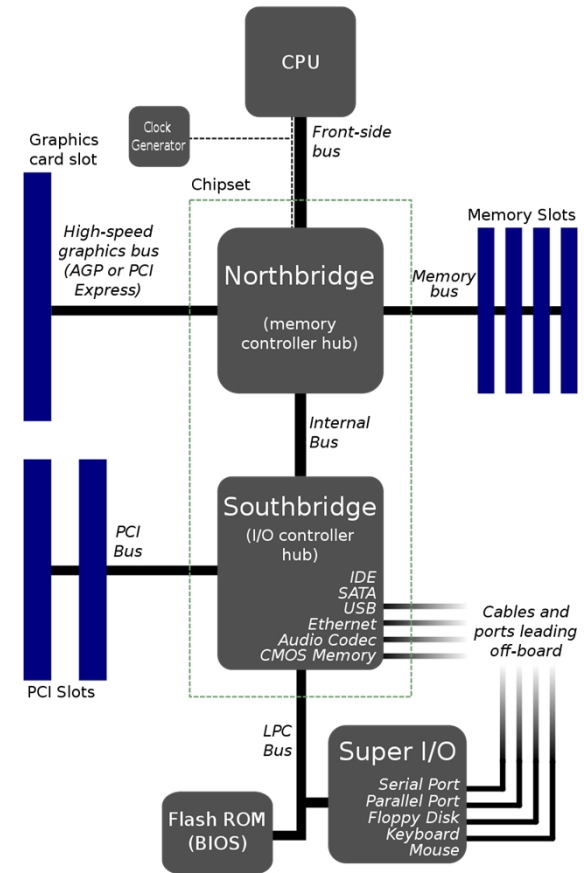 CPU
Clock
Generator
Front-side
bus
Graphics
card slot
Chipset
High-speed
graphics bus
(AGP or PCI
Express)
Northbridge
(memory
controller hub)
Memory
bus
Memory Slots
Internal
Bus
PCI
Bus
PCI Slots
Southbridge
(I/O controller
hub)
IDE
SATA
USB
Ethernet
Audio Codec
CMOS Memory
Cables and
ports leading
off-board
LPC
Bus
Super I/O
Serial Port
Parallel Port
Floppy Disk
Keyboard
Mouse
Flash ROM
(BIOS)